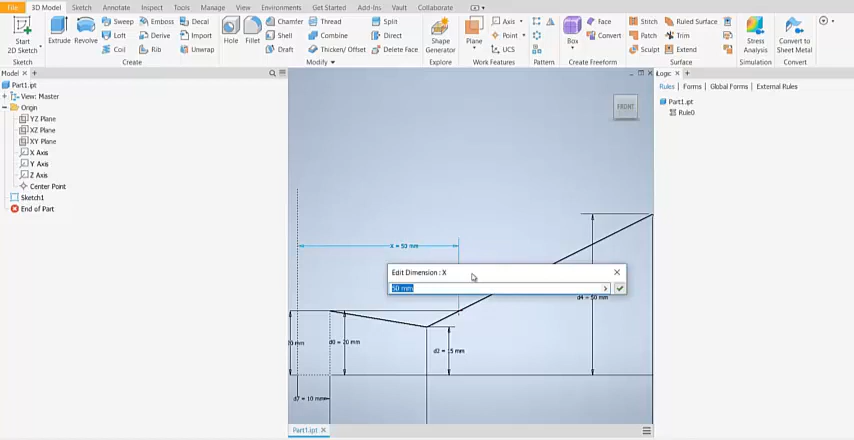 File 3D Model Sketch Annotate Inspect Tools Manage View Environments Get Started Add-Ins Vault Collaborate
Start 2D Sketch
Extrude Revolve
Sweep Emboss Decal
Loft Derive Import
Coil Rib Unwrap
Hole Fillet
Chamfer Thread Split
Shell Combine Direct
Draft Thicken/ Offset Delete Face
Shape Generator
Plane
Axis
Point
UCS
Box
Face
Convert
Stitch Ruled Surface
Patch Trim
Sculpt Extend
Stress Analysis
Convert to Sheet Metal
Sketch Create Modify Explore Work Features Pattern Create Freeform Surface Simulation Convert
Model
Part1.ipt
View: Master
Origin
YZ Plane
XZ Plane
XY Plane
X Axis
Y Axis
Z Axis
Center Point
Sketch1
End of Part
FRONT
X = 50 mm
Edit Dimension : X
50 mm
d4 = 50 mm
d0 = 20 mm
d2 = 15 mm
d7 = 10 mm
Part1.ipt
iLogic
Rules Forms Global Forms External Rules
Part1.ipt
Rule0